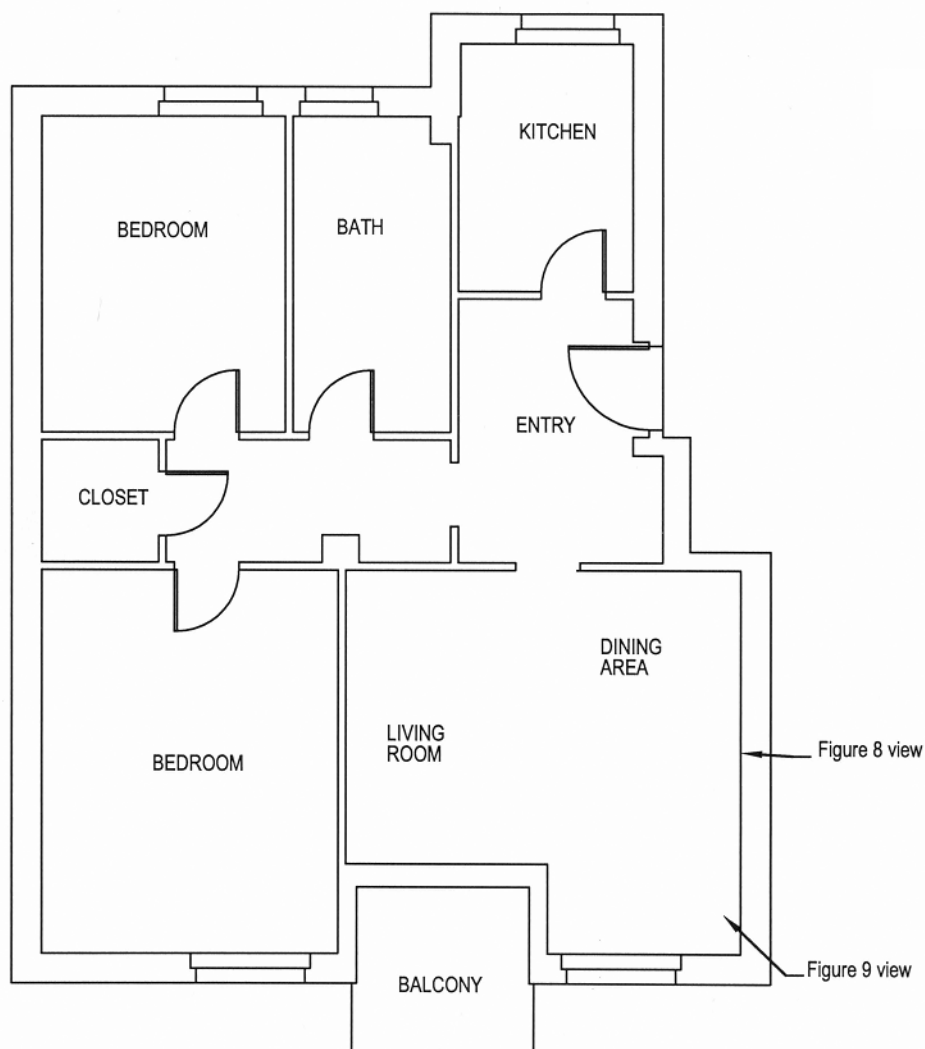 KITCHEN
BEDROOM
BATH
ENTRY
CLOSET
DINING
AREA
LIVING
ROOM
BEDROOM
Figure 8 view
Figure 9 view
BALCONY